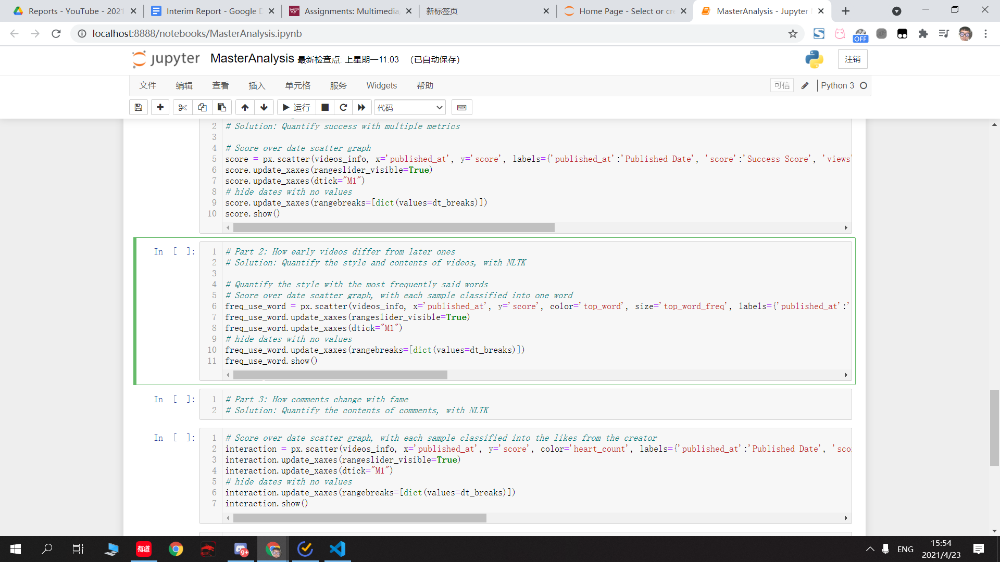 Reports - YouTube - 2021
Interim Report - Google D
Assignments: Multimedia,
新标签页
Home Page - Select or cre
MasterAnalysis - Jupyter
localhost:8888/notebooks/MasterAnalysis.ipynb
OFF
jupyter MasterAnalysis 最新检查点: 上星期一11:03 (已自动保存)
注销
文件 编辑 查看 插入 单元格 服务 Widgets 帮助
可信 Python 3
运行 代码
2 # Solution: Quantify success with multiple metrics
3
4 # Score over date scatter graph
5 score = px.scatter(videos_info, x='published_at', y='score', labels={'published_at':'Published Date', 'score':'Success Score', 'views'
6 score.update_xaxes(rangeslider_visible=True)
7 score.update_xaxes(dtick="M1")
8 # hide dates with no values
9 score.update_xaxes(rangebreaks=[dict(values=dt_breaks)])
10 score.show()
In [ ]:
1 # Part 2: How early videos differ from later ones
2 # Solution: Quantify the style and contents of videos, with NLTK
3
4 # Quantify the style with the most frequently said words
5 # Score over date scatter graph, with each sample classified into one word
6 freq_use_word = px.scatter(videos_info, x='published_at', y='score', color='top_word', size='top_word_freq', labels={'published_at':'
7 freq_use_word.update_xaxes(rangeslider_visible=True)
8 freq_use_word.update_xaxes(dtick="M1")
9 # hide dates with no values
10 freq_use_word.update_xaxes(rangebreaks=[dict(values=dt_breaks)])
11 freq_use_word.show()
In [ ]:
1 # Part 3: How comments change with fame
2 # Solution: Quantify the contents of comments, with NLTK
In [ ]:
1 # Score over date scatter graph, with each sample classified into the likes from the creator
2 interaction = px.scatter(videos_info, x='published_at', y='score', color='heart_count', labels={'published_at':'Published Date', 'sco
3 interaction.update_xaxes(rangeslider_visible=True)
4 interaction.update_xaxes(dtick="M1")
5 # hide dates with no values
6 interaction.update_xaxes(rangebreaks=[dict(values=dt_breaks)])
7 interaction.show()
有道
9+
ENG
15:54
2021/4/23